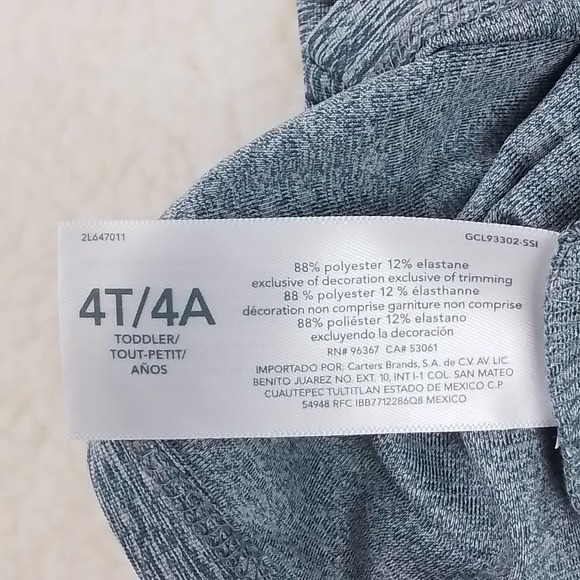 2L647011
GCL93302-SSI
4T/4A
TODDLER/
TOUT-PETIT/
AÑOS
88% polyester 12% elastane
exclusive of decoration exclusive of trimming
88 % polyester 12 % élasthanne
décoration non comprise garniture non comprise
88% poliéster 12% elastano
excluyendo la decoración
RN# 96367 CA# 53061
IMPORTADO POR: Carters Brands, S.A. de C.V. AV. LIC.
BENITO JUAREZ NO. EXT. 10, INT I-1 COL. SAN MATEO
CUAUTEPEC TULTITLAN ESTADO DE MEXICO C.P.
54948 RFC IBB7712286Q8 MEXICO